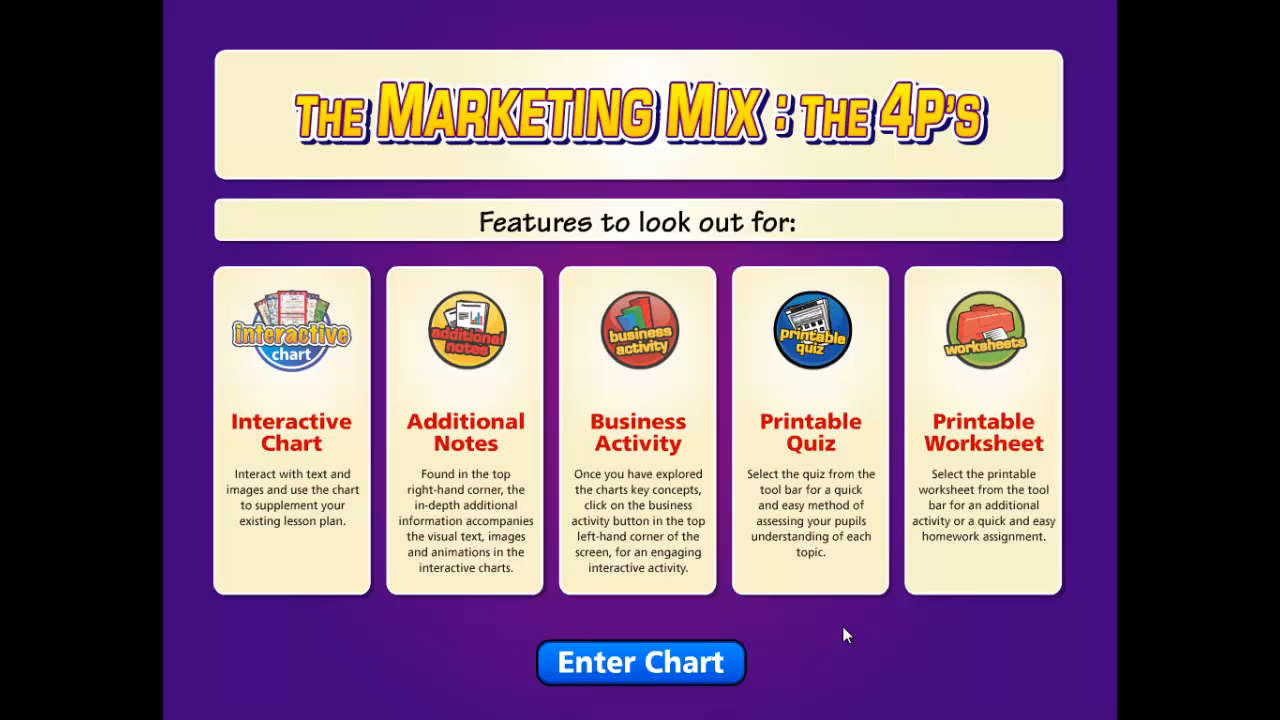 THE MARKETING MIX : THE 4P'S
Features to look out for:
interactive
chart
additional
notes
business
activity
printable
quiz
worksheets
Interactive
Chart
Interact with text and
images and use the chart
to supplement your
existing lesson plan.
Additional
Notes
Found in the top
right-hand corner, the
in-depth additional
information accompanies
the visual text, images
and animations in the
interactive charts.
Business
Activity
Once you have explored
the charts key concepts,
click on the business
activity button in the top
left-hand corner of the
screen, for an engaging
interactive activity.
Printable
Quiz
Select the quiz from the
tool bar for a quick
and easy method of
assessing your pupils
understanding of each
topic.
Printable
Worksheet
Select the printable
worksheet from the tool
bar for an additional
activity or a quick and easy
homework assignment.
Enter Chart